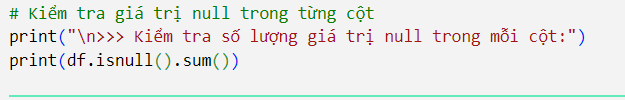 # Kiểm tra giá trị null trong từng cột
print("\n>>> Kiểm tra số lượng giá trị null trong mỗi cột:")
print(df.isnull().sum())